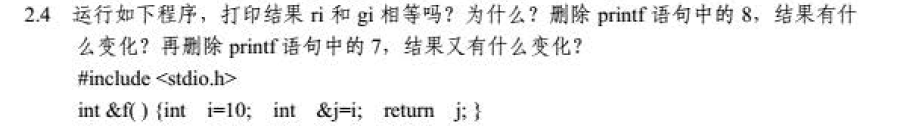 2.4 运行如下程序，打印结果 ri 和 gi 相等吗？为什么？删除 printf 语句中的 8，结果有什
么变化？再删除 printf 语句中的 7，结果又有什么变化？
#include <stdio.h>
int &f( ) {int i=10; int &j=i; return j; }